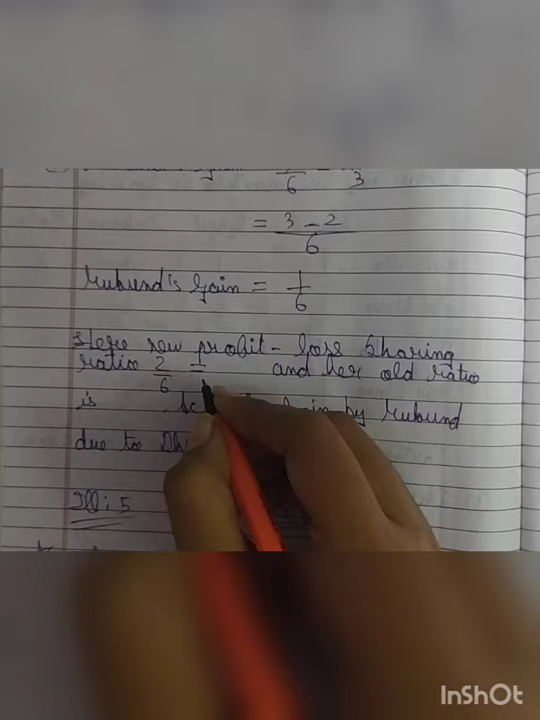 6 3
= 3 - 2
6
Mukund's Gain = 1
6
Here new profit - loss Sharing
ratio 2 and her old ratio
6
is by Mukund
due to
Ill : 5
InShOt